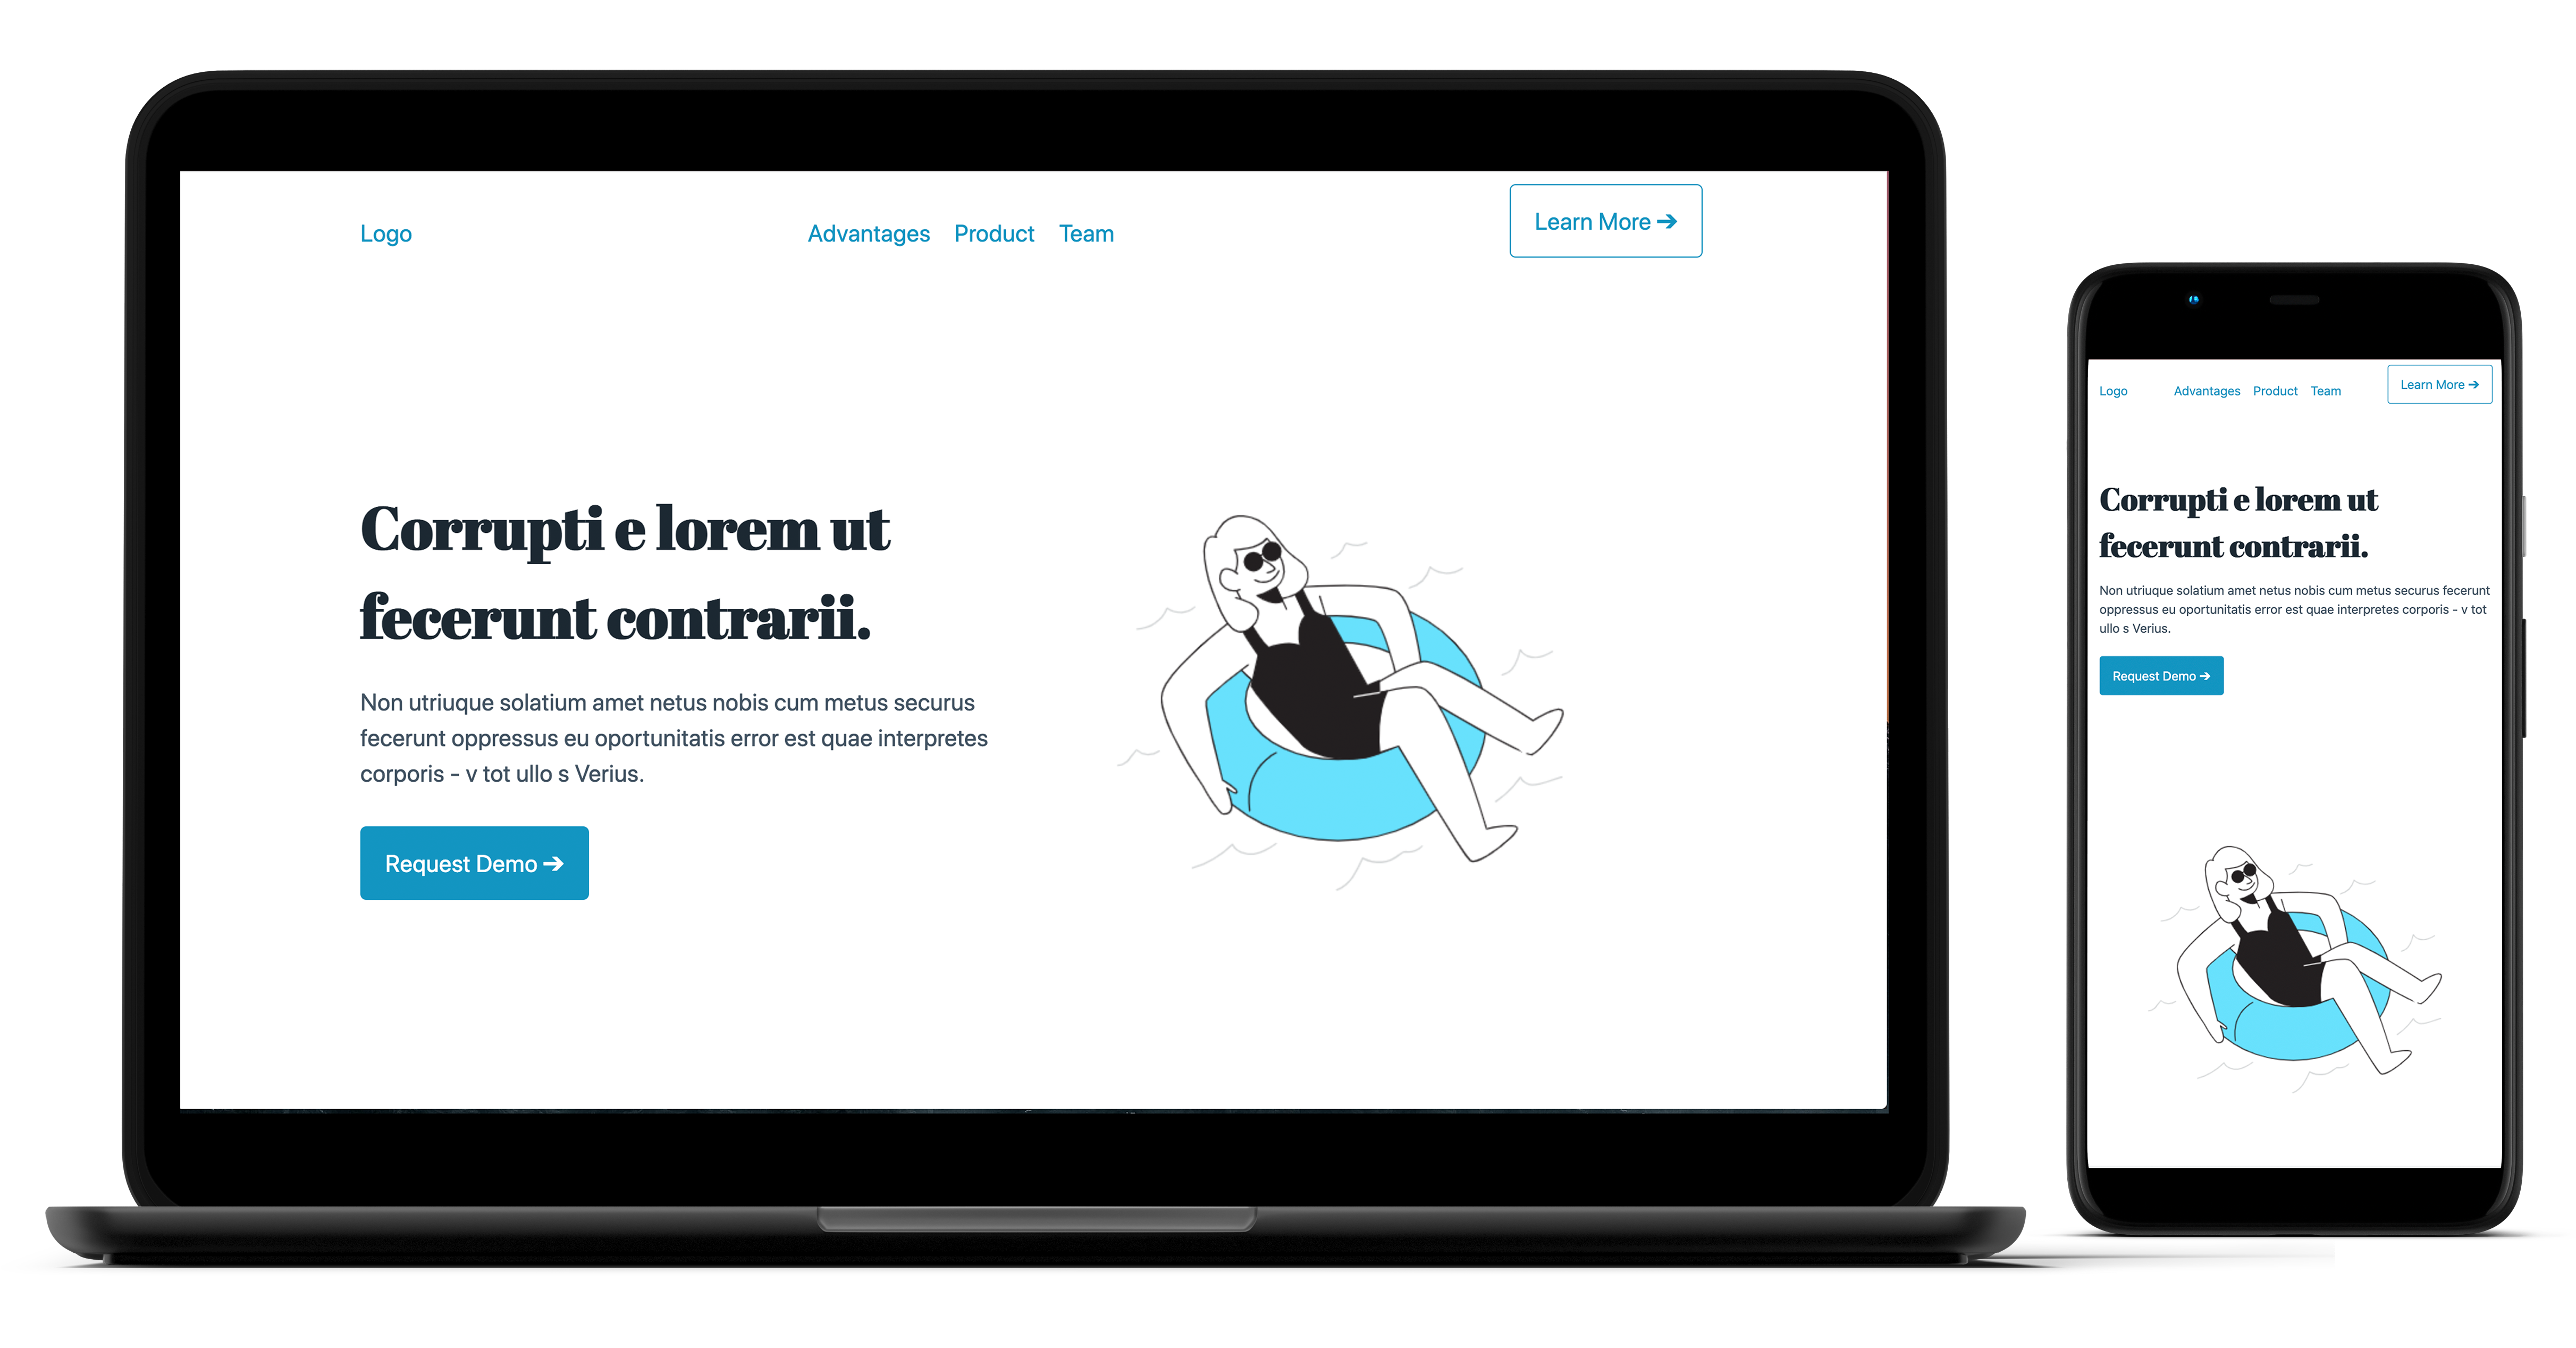 Logo
Advantages Product Team
Learn More ➔
Corrupti e lorem ut
fecerunt contrarii.
Non utriuque solatium amet netus nobis cum metus securus
fecerunt oppressus eu oportunitatis error est quae interpretes
corporis - v tot ullo s Verius.
Request Demo ➔
Logo
Advantages Product Team
Learn More ➔
Corrupti e lorem ut
fecerunt contrarii.
Non utriuque solatium amet netus nobis cum metus securus fecerunt
oppressus eu oportunitatis error est quae interpretes corporis - v tot
ullo s Verius.
Request Demo ➔